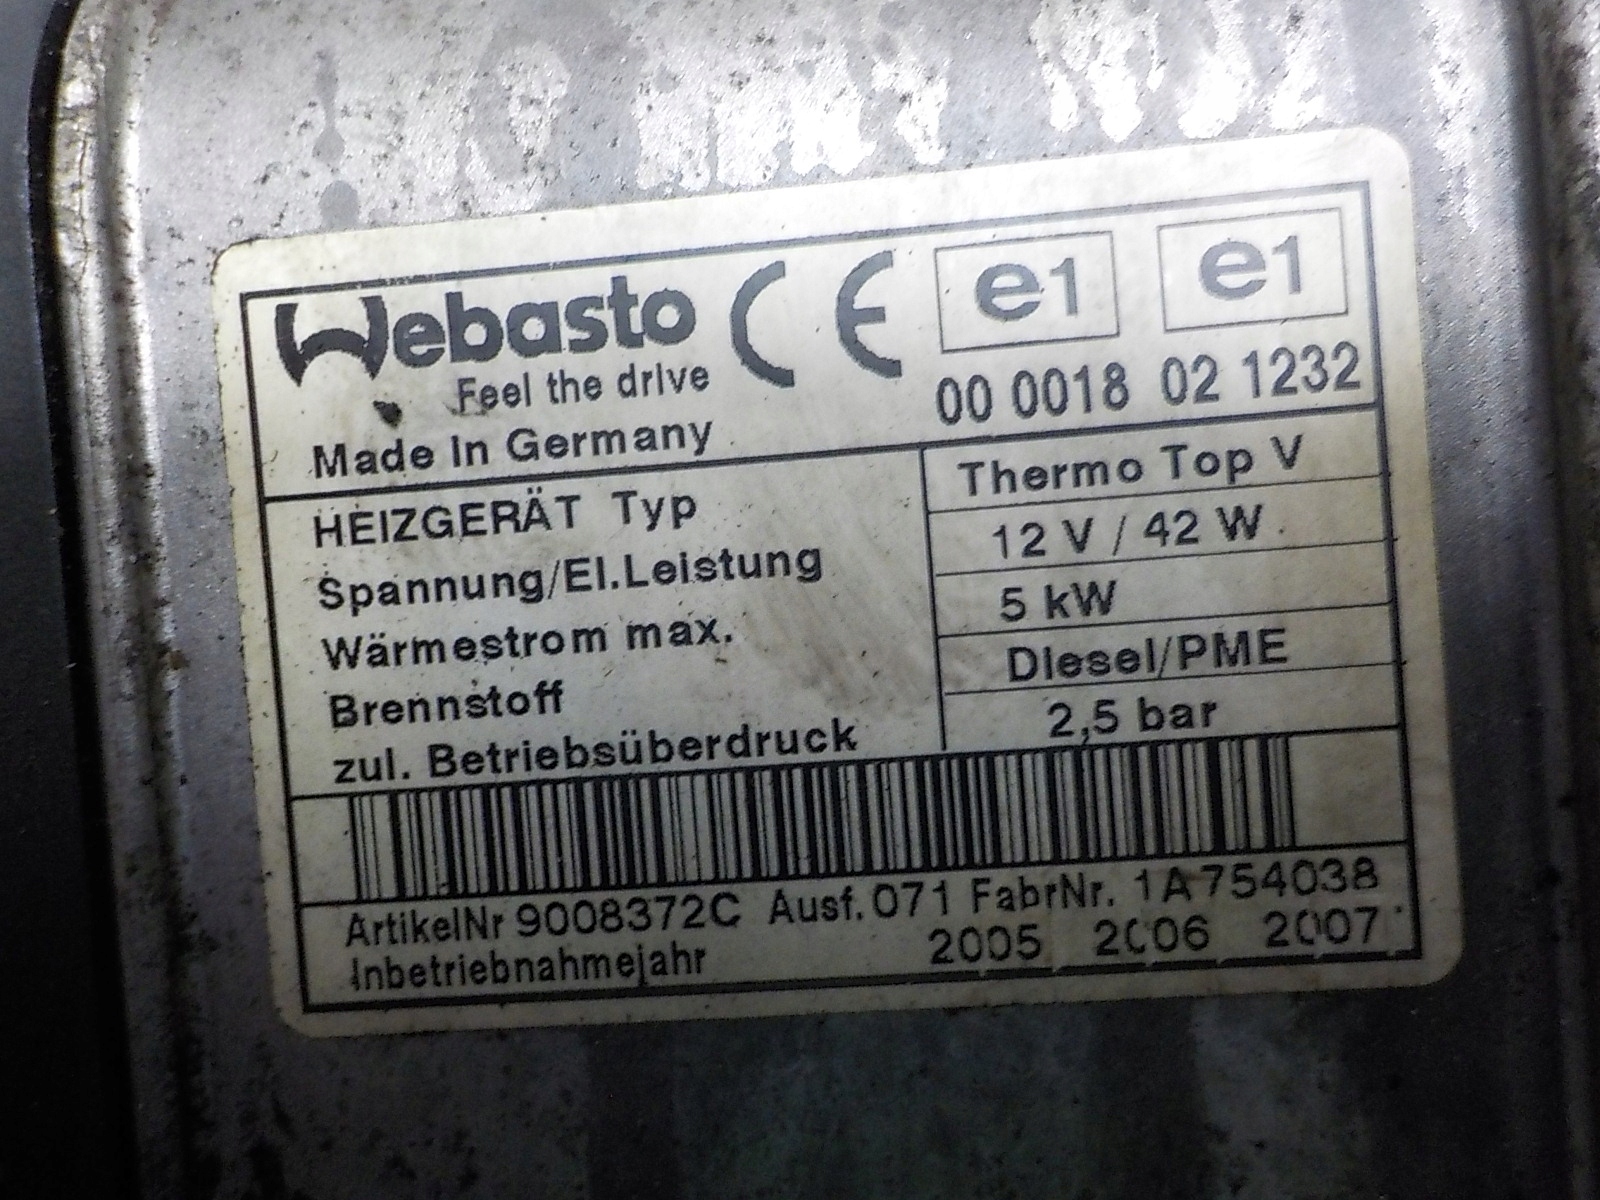 Webasto CE e1 e1
Feel the drive 00 0018 02 1232
Made in Germany
HEIZGERÄT Typ Thermo Top V
Spannung/El.Leistung 12 V / 42 W
Wärmestrom max. 5 kW
Brennstoff Diesel/PME
zul. Betriebsüberdruck 2,5 bar
ArtikelNr 9008372C Ausf. 071 FabrNr. 1A754038
Inbetriebnahmejahr 2005 2006 2007